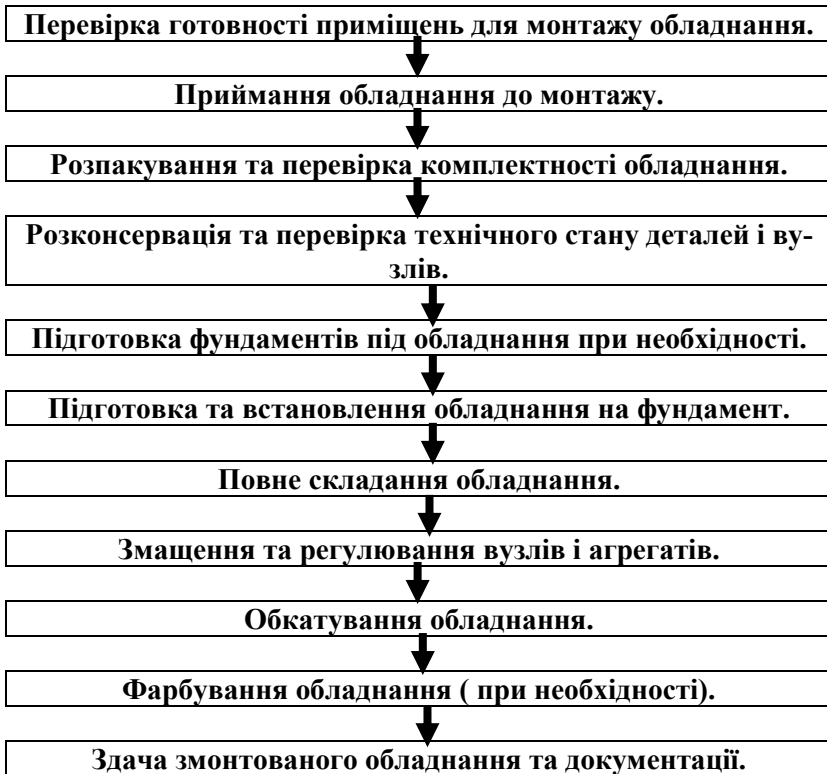 Перевірка готовності приміщень для монтажу обладнання.
Приймання обладнання до монтажу.
Розпакування та перевірка комплектності обладнання.
Розконсервація та перевірка технічного стану деталей і ву-
злів.
Підготовка фундаментів під обладнання при необхідності.
Підготовка та встановлення обладнання на фундамент.
Повне складання обладнання.
Змащення та регулювання вузлів і агрегатів.
Обкатування обладнання.
Фарбування обладнання ( при необхідності).
Здача змонтованого обладнання та документації.